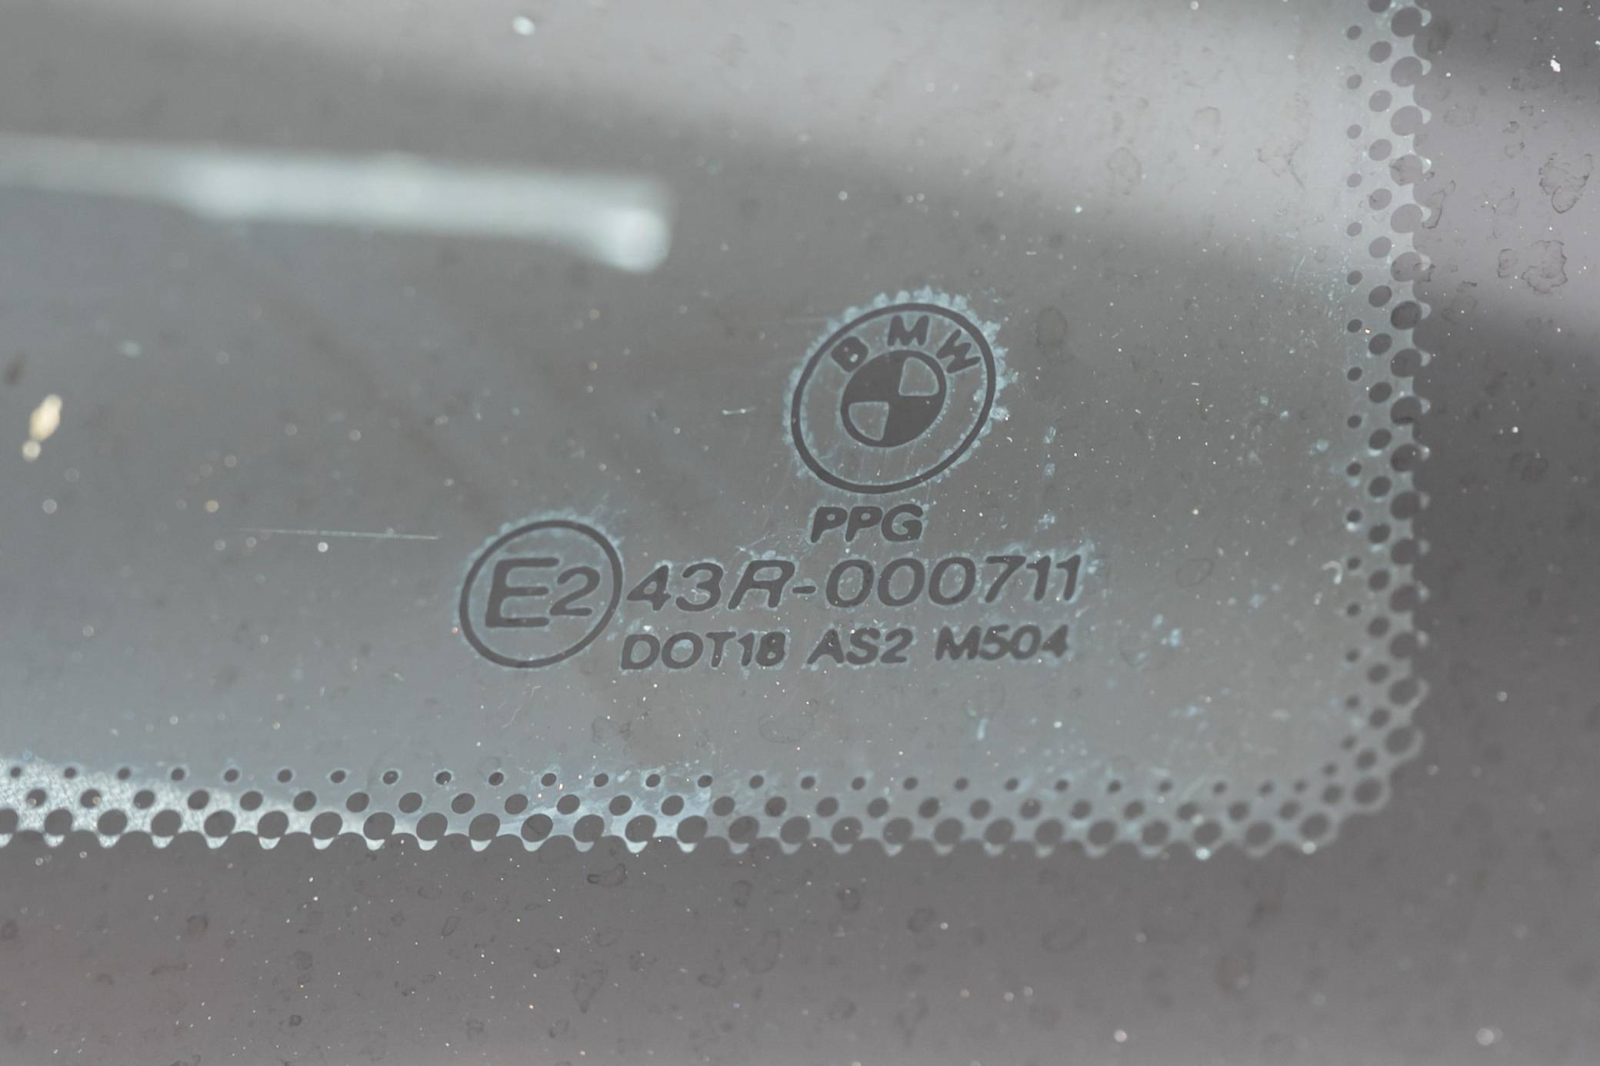 BMW
PPG
E2 43R-000711
DOT18 AS2 M504